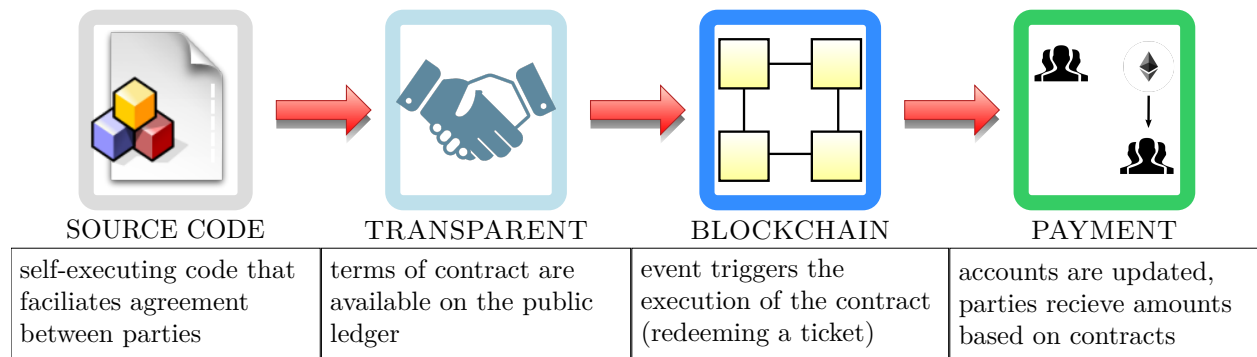 SOURCE CODE
TRANSPARENT
BLOCKCHAIN
PAYMENT
self-executing code that
faciliates agreement
between parties
terms of contract are
available on the public
ledger
event triggers the
execution of the contract
(redeeming a ticket)
accounts are updated,
parties recieve amounts
based on contracts